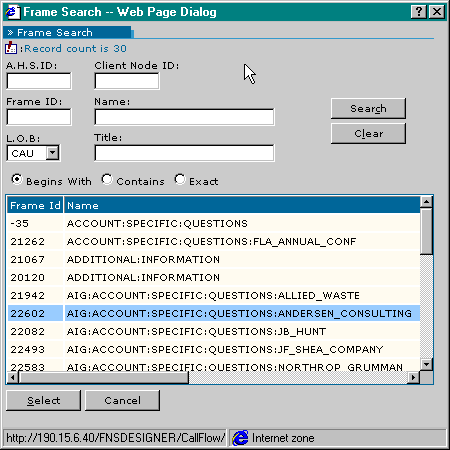 Frame Search -- Web Page Dialog
» Frame Search
:Record count is 30
A.H.S.ID: Client Node ID:
Frame ID: Name:
Search
L.O.B: Title:
Clear
CAU
Begins With Contains Exact
Frame Id Name
-35 ACCOUNT:SPECIFIC:QUESTIONS
21262 ACCOUNT:SPECIFIC:QUESTIONS:FLA_ANNUAL_CONF
21067 ADDITIONAL:INFORMATION
20120 ADDITIONAL:INFORMATION
21942 AIG:ACCOUNT:SPECIFIC:QUESTIONS:ALLIED_WASTE
22602 AIG:ACCOUNT:SPECIFIC:QUESTIONS:ANDERSEN_CONSULTING
22082 AIG:ACCOUNT:SPECIFIC:QUESTIONS:JB_HUNT
22493 AIG:ACCOUNT:SPECIFIC:QUESTIONS:JF_SHEA_COMPANY
22583 AIG:ACCOUNT:SPECIFIC:QUESTIONS:NORTHROP_GRUMMAN
Select Cancel
http://190.15.6.40/FNSDESIGNER/CallFlow/ Internet zone